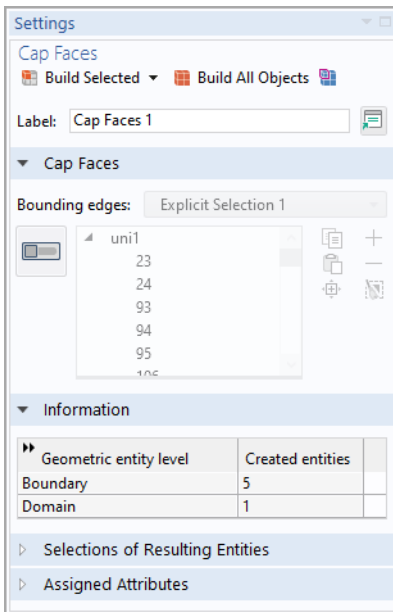 Settings
Cap Faces
Build Selected Build All Objects
Label: Cap Faces 1
Cap Faces
Bounding edges: Explicit Selection 1
uni1
23
24
93
94
95
106
Information
Geometric entity level Created entities
Boundary 5
Domain 1
Selections of Resulting Entities
Assigned Attributes